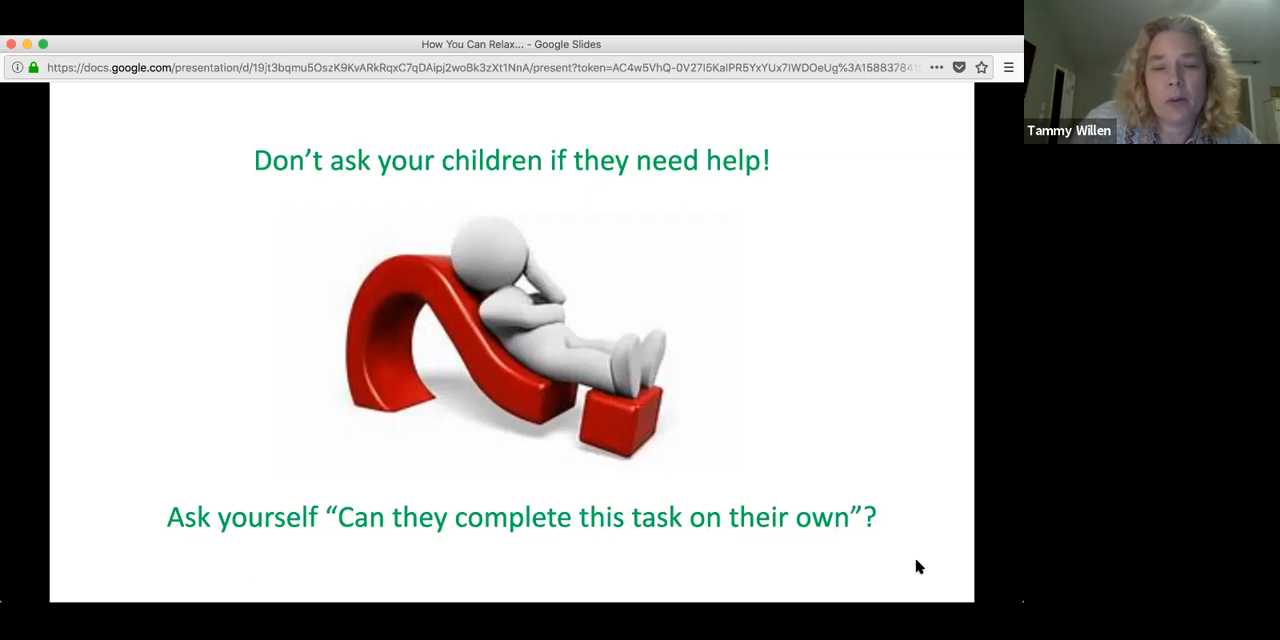 How You Can Relax... - Google Slides
Tammy Willen
Don’t ask your children if they need help!
Ask yourself “Can they complete this task on their own”?